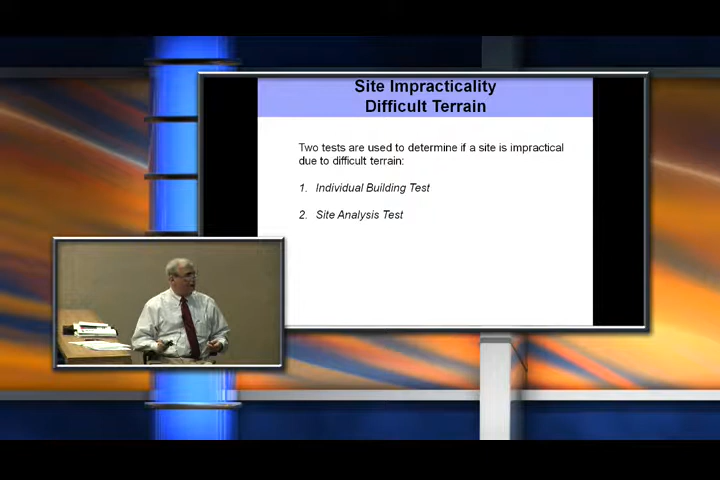 Site Impracticality
Difficult Terrain
Two tests are used to determine if a site is impractical
due to difficult terrain:
1. Individual Building Test
2. Site Analysis Test